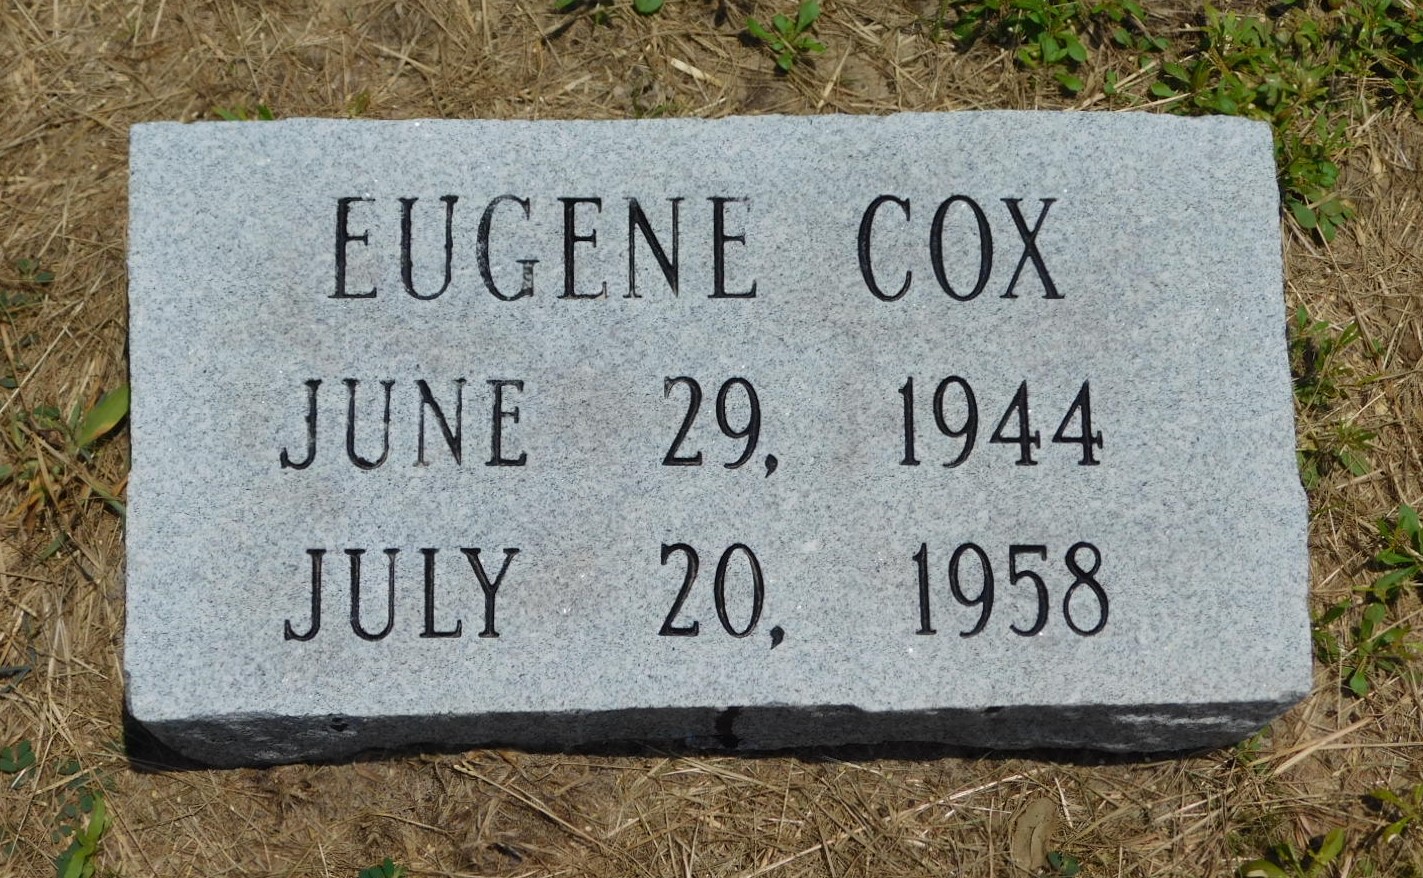 EUGENE COX
JUNE 29, 1944
JULY 20, 1958